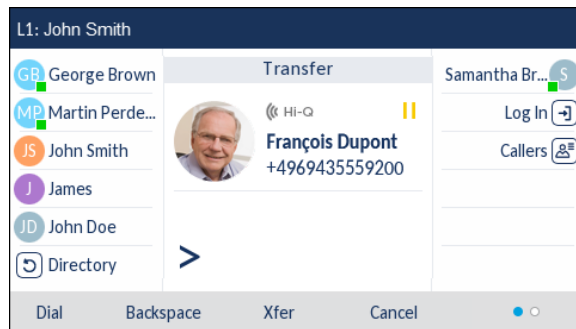 L1: John Smith
GB George Brown
MP Martin Perde...
JS John Smith
J James
JD John Doe
Directory
Transfer
Hi-Q
François Dupont
+4969435559200
>
Samantha Br... S
Log In
Callers
Dial Backspace Xfer Cancel